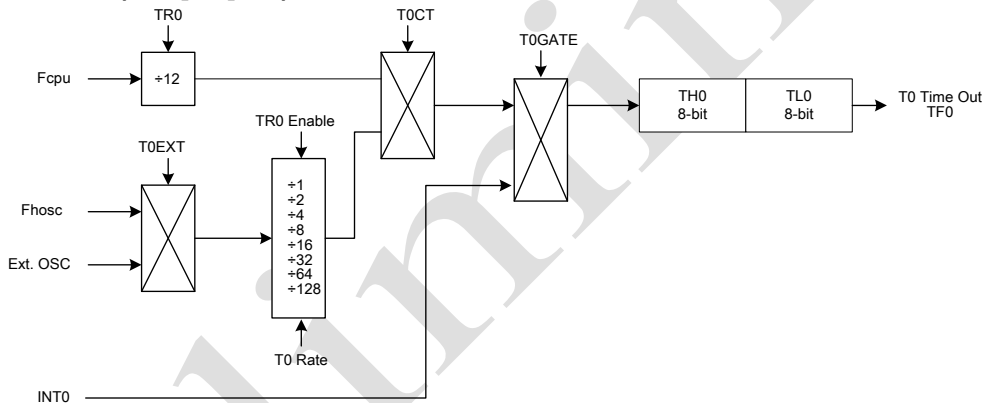 TR0
T0CT
T0GATE
Fcpu
÷12
TH0
8-bit
TL0
8-bit
T0 Time Out
TF0
TR0 Enable
T0EXT
÷1
÷2
÷4
÷8
÷16
÷32
÷64
÷128
Fhosc
Ext. OSC
T0 Rate
INT0